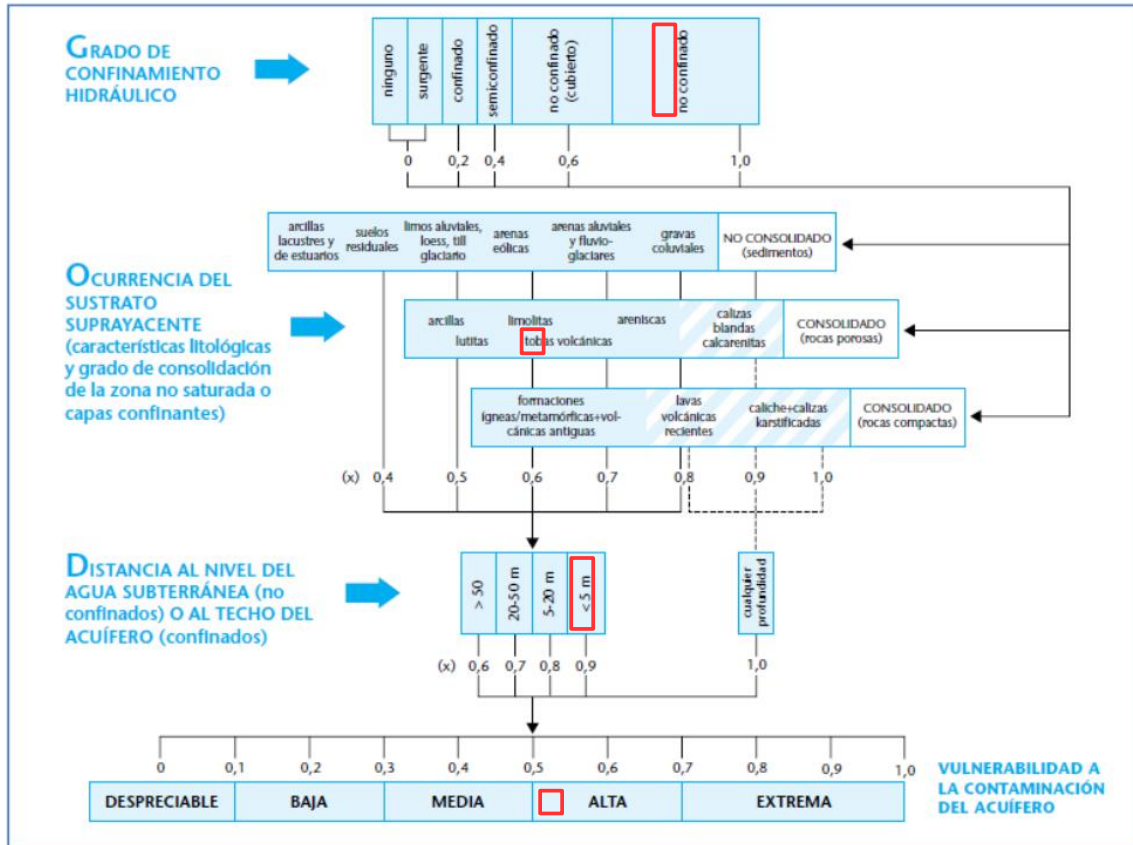 GRADO DE
CONFINAMIENTO
HIDRÁULICO
ninguno
surgente
confinado
semiconfinado
no confinado
(cubierto)
no confinado
0
0,2
0,4
0,6
1,0
arcillas
lacustres y
de estuarios
suelos
residuales
limos aluviales,
loess, till
glaciario
arenas
eólicas
arenas aluviales
y fluvio-
glaciares
gravas
coluviales
NO CONSOLIDADO
(sedimentos)
OCURRENCIA DEL
SUSTRATO
SUPRAYACENTE
(características litológicas
y grado de consolidación
de la zona no saturada o
capas confinantes)
arcillas
lutitas
limolitas
tobas volcánicas
areniscas
calizas
blandas
calcarenitas
CONSOLIDADO
(rocas porosas)
formaciones
ígneas/metamórficas+vol-
cánicas antiguas
lavas
volcánicas
recientes
caliche+calizas
karstificadas
CONSOLIDADO
(rocas compactas)
(x) 0,4 0,5 0,6 0,7 0,8 0,9 1,0
DISTANCIA AL NIVEL DEL
AGUA SUBTERRÁNEA (no
confinados) O AL TECHO DEL
ACUÍFERO (confinados)
> 50
20-50 m
5-20 m
< 5 m
cualquier
profundidad
(x) 0,6 0,7 0,8 0,9 1,0
0 0,1 0,2 0,3 0,4 0,5 0,6 0,7 0,8 0,9 1,0
DESPRECIABLE BAJA MEDIA ALTA EXTREMA
VULNERABILIDAD A
LA CONTAMINACIÓN
DEL ACUÍFERO